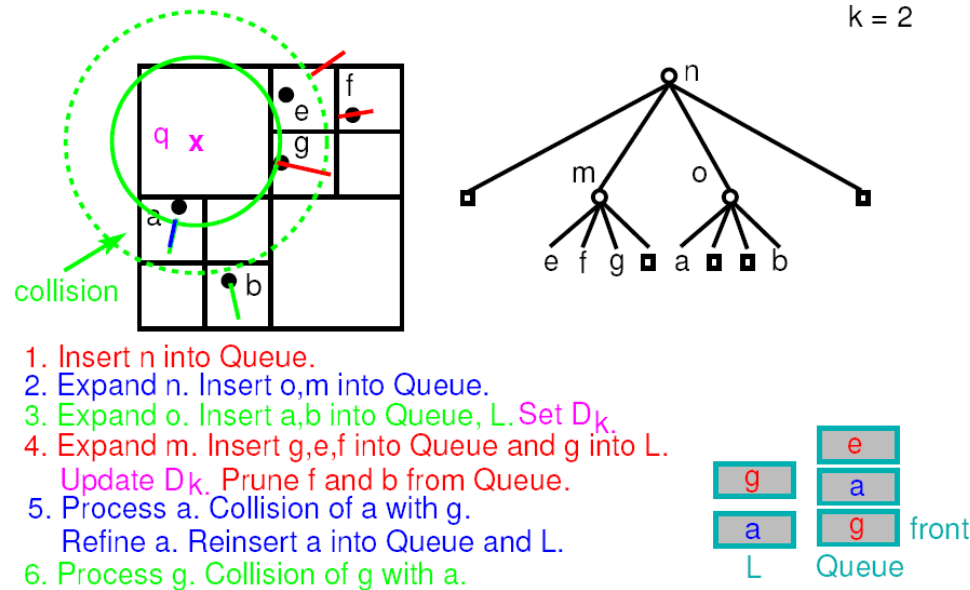 k = 2
n
f
e
q x
g
m
o
a
e f g a b
b
collision
1. Insert n into Queue.
2. Expand n. Insert o,m into Queue.
3. Expand o. Insert a,b into Queue, L. Set Dk.
4. Expand m. Insert g,e,f into Queue and g into L.
Update Dk. Prune f and b from Queue.
5. Process a. Collision of a with g.
Refine a. Reinsert a into Queue and L.
6. Process g. Collision of g with a.
e
g
a
a
g
front
L
Queue